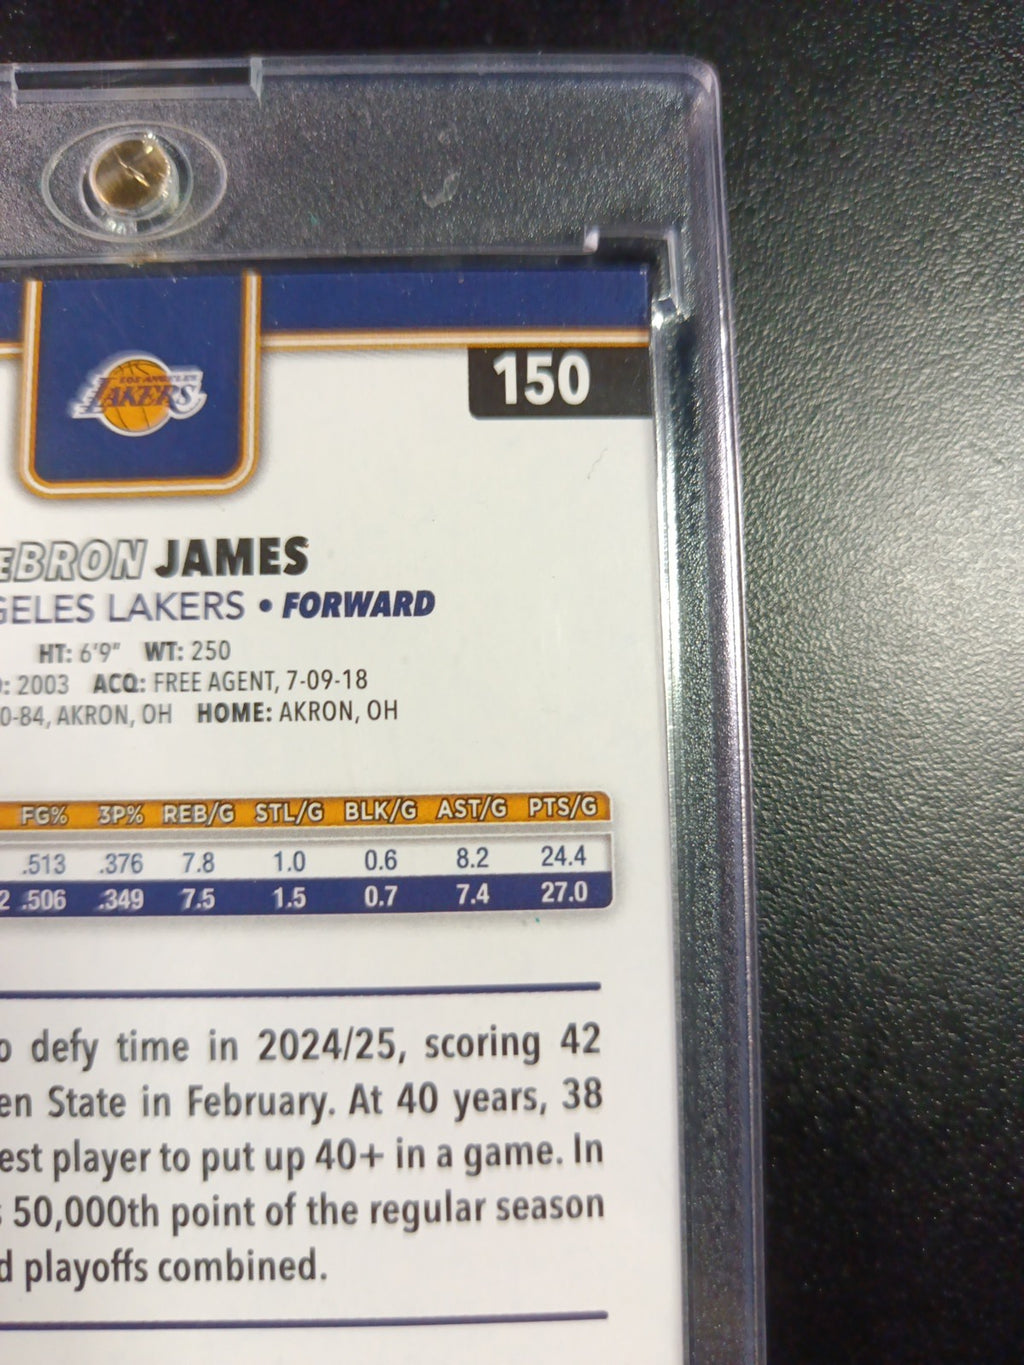 LOS ANGELES
LAKERS
150
EBRON JAMES
GELES LAKERS • FORWARD
HT: 6'9" WT: 250
: 2003 ACQ: FREE AGENT, 7-09-18
0-84, AKRON, OH HOME: AKRON, OH
FG% 3P% REB/G STL/G BLK/G AST/G PTS/G
.513 .376 7.8 1.0 0.6 8.2 24.4
2 .506 .349 7.5 1.5 0.7 7.4 27.0
o defy time in 2024/25, scoring 42
en State in February. At 40 years, 38
est player to put up 40+ in a game. In
s 50,000th point of the regular season
d playoffs combined.